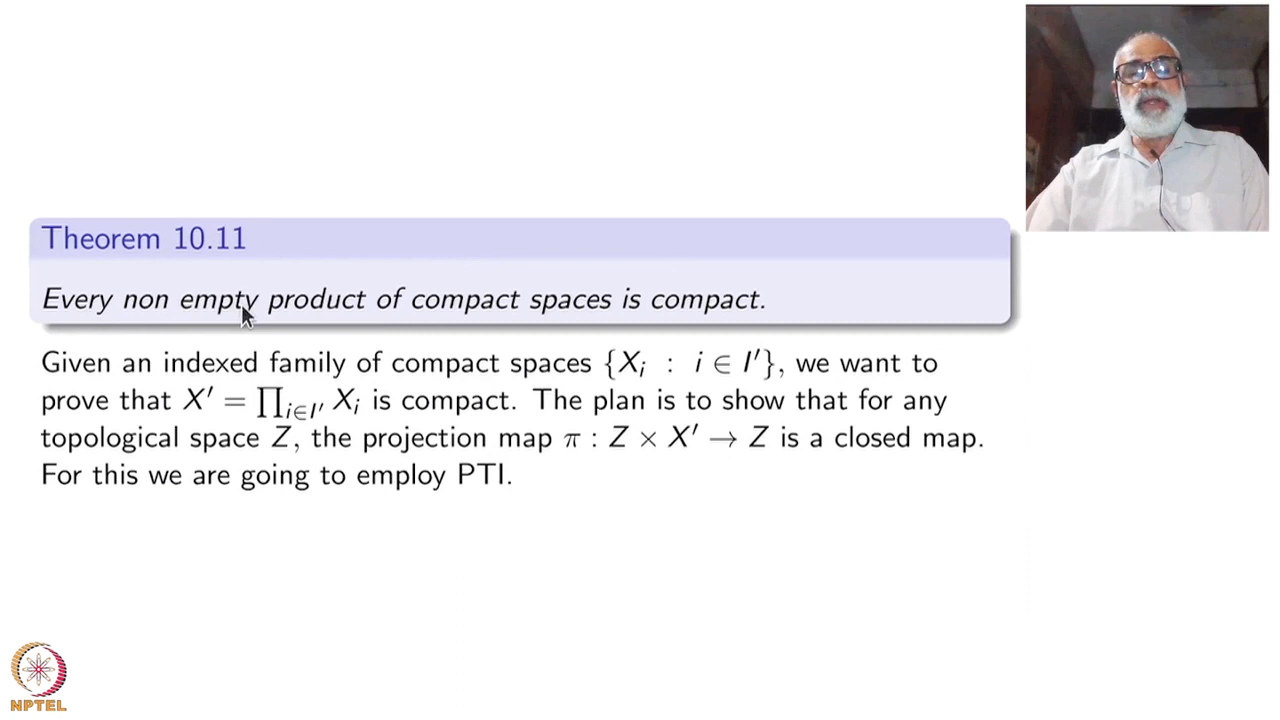 Theorem 10.11
Every non empty product of compact spaces is compact.
Given an indexed family of compact spaces {X_i : i ∈ I′}, we want to
prove that X′ = ∏_{i∈I′} X_i is compact. The plan is to show that for any
topological space Z, the projection map π : Z × X′ → Z is a closed map.
For this we are going to employ PTI.
NPTEL